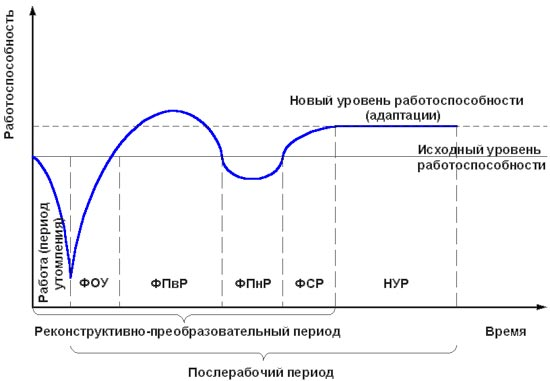 Работоспособность
Новый уровень работоспособности
(адаптации)
Исходный уровень
работоспособности
Работа (период
утомления)
ФОУ
ФПвР
ФПнР
ФСР
НУР
Реконструктивно-преобразовательный период
Время
Послерабочий период